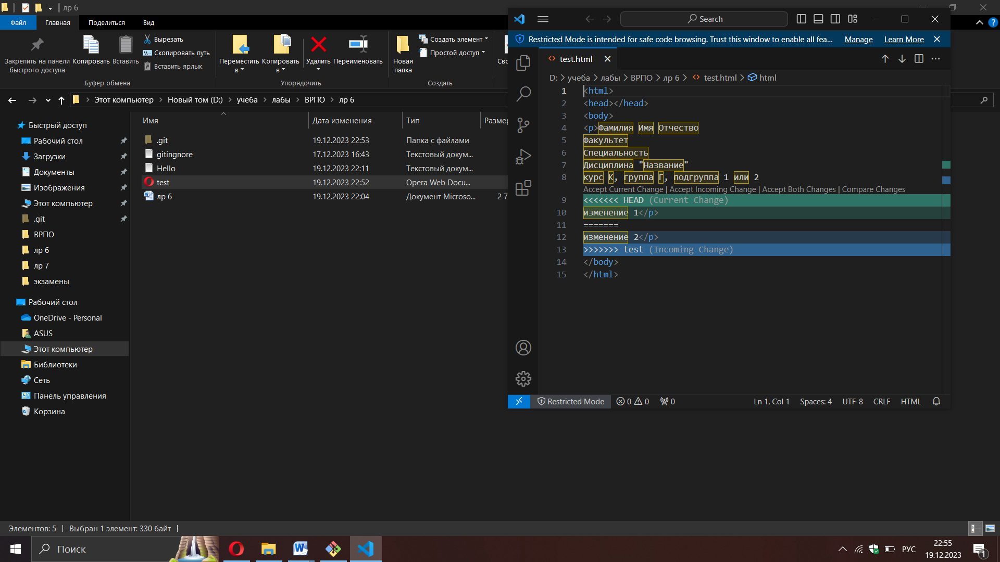 лр 6
Файл
Главная
Поделиться
Вид
Закрепить на панели быстрого доступа
Копировать
Вставить
Вырезать
Скопировать путь
Вставить ярлык
Буфер обмена
Переместить в
Копировать в
Удалить
Переименовать
Упорядочить
Новая папка
Создать элемент
Простой доступ
Создать
Сво
Этот компьютер
Новый том (D:)
учеба
лабы
ВРПО
лр 6
Быстрый доступ
Рабочий стол
Загрузки
Документы
Изображения
Этот компьютер
.git
ВРПО
лр 6
лр 7
экзамены
Рабочий стол
OneDrive - Personal
ASUS
Этот компьютер
Библиотеки
Сеть
Панель управления
Корзина
Имя Дата изменения Тип Размер
.git 19.12.2023 22:53 Папка с файлами
gitingnore 17.12.2023 16:43 Текстовый докум...
Hello 19.12.2023 22:11 Текстовый докум...
test 19.12.2023 22:52 Opera Web Docu...
лр 6 19.12.2023 22:04 Документ Microso... 2 7
Элементов: 5 Выбран 1 элемент: 330 байт
Search
Restricted Mode is intended for safe code browsing. Trust this window to enable all fea... Manage Learn More
test.html
D: > учеба > лабы > ВРПО > лр 6 > test.html > html
1 <html>
2 <head></head>
3 <body>
4 <p>Фамилия Имя Отчество
5 Факультет
6 Специальность
7 Дисциплина "Название"
8 курс К, группа Г, подгруппа 1 или 2
Accept Current Change | Accept Incoming Change | Accept Both Changes | Compare Changes
9 <<<<<<< HEAD (Current Change)
10 изменение 1</p>
11 =======
12 изменение 2</p>
13 >>>>>>> test (Incoming Change)
14 </body>
15 </html>
Restricted Mode 0 0 0 Ln 1, Col 1 Spaces: 4 UTF-8 CRLF HTML
Поиск
РУС
22:55
19.12.2023
1